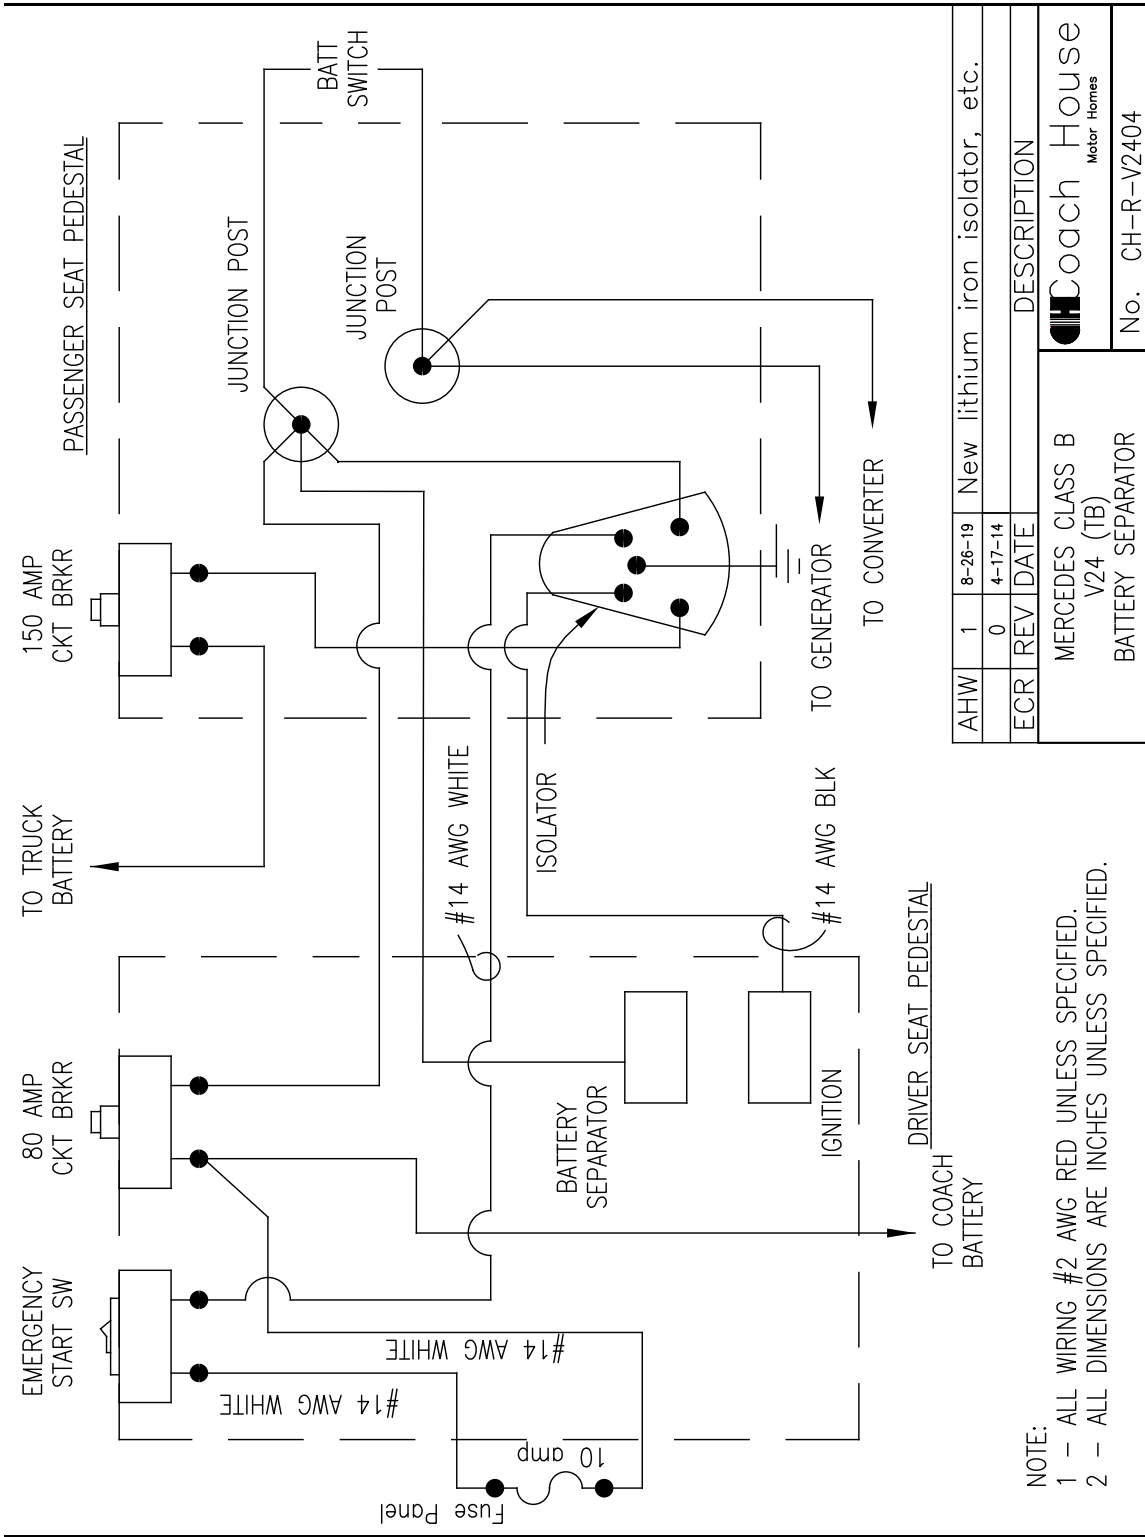 EMERGENCY
START SW
80 AMP
CKT BRKR
TO TRUCK
BATTERY
150 AMP
CKT BRKR
PASSENGER SEAT PEDESTAL
JUNCTION POST
JUNCTION
POST
BATT
SWITCH
#14 AWG WHITE
#14 AWG WHITE
Fuse Panel
10 amp
#14 AWG WHITE
ISOLATOR
BATTERY
SEPARATOR
IGNITION
#14 AWG BLK
TO GENERATOR
TO CONVERTER
DRIVER SEAT PEDESTAL
TO COACH
BATTERY
NOTE:
1 - ALL WIRING #2 AWG RED UNLESS SPECIFIED.
2 - ALL DIMENSIONS ARE INCHES UNLESS SPECIFIED.
AHW 1 8-26-19 New lithium iron isolator, etc.
0 4-17-14
ECR REV DATE DESCRIPTION
MERCEDES CLASS B
V24 (TB)
BATTERY SEPARATOR
CH Coach House
Motor Homes
No. CH-R-V2404